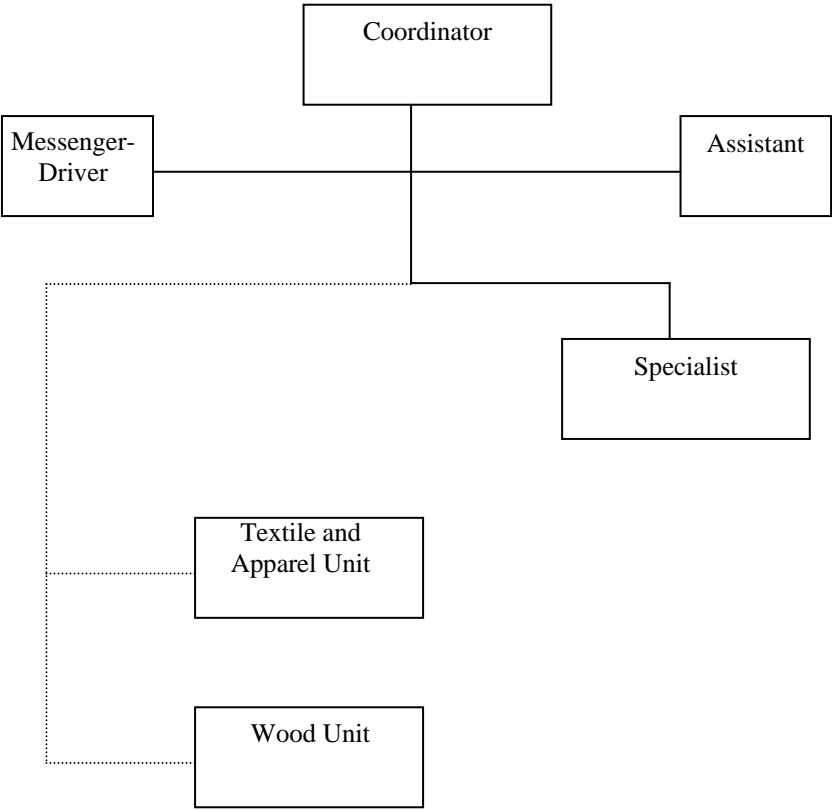 Coordinator
Messenger-
Driver
Assistant
Specialist
Textile and
Apparel Unit
Wood Unit